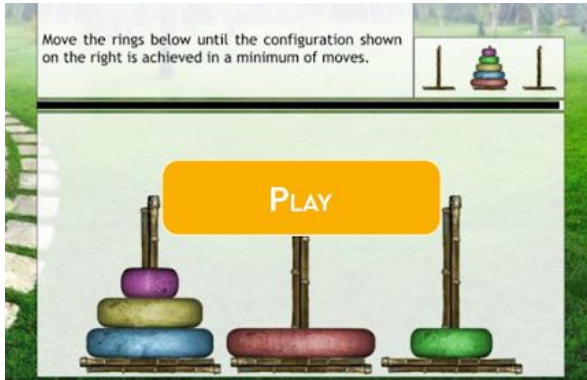 Move the rings below until the configuration shown
on the right is achieved in a minimum of moves.
PLAY